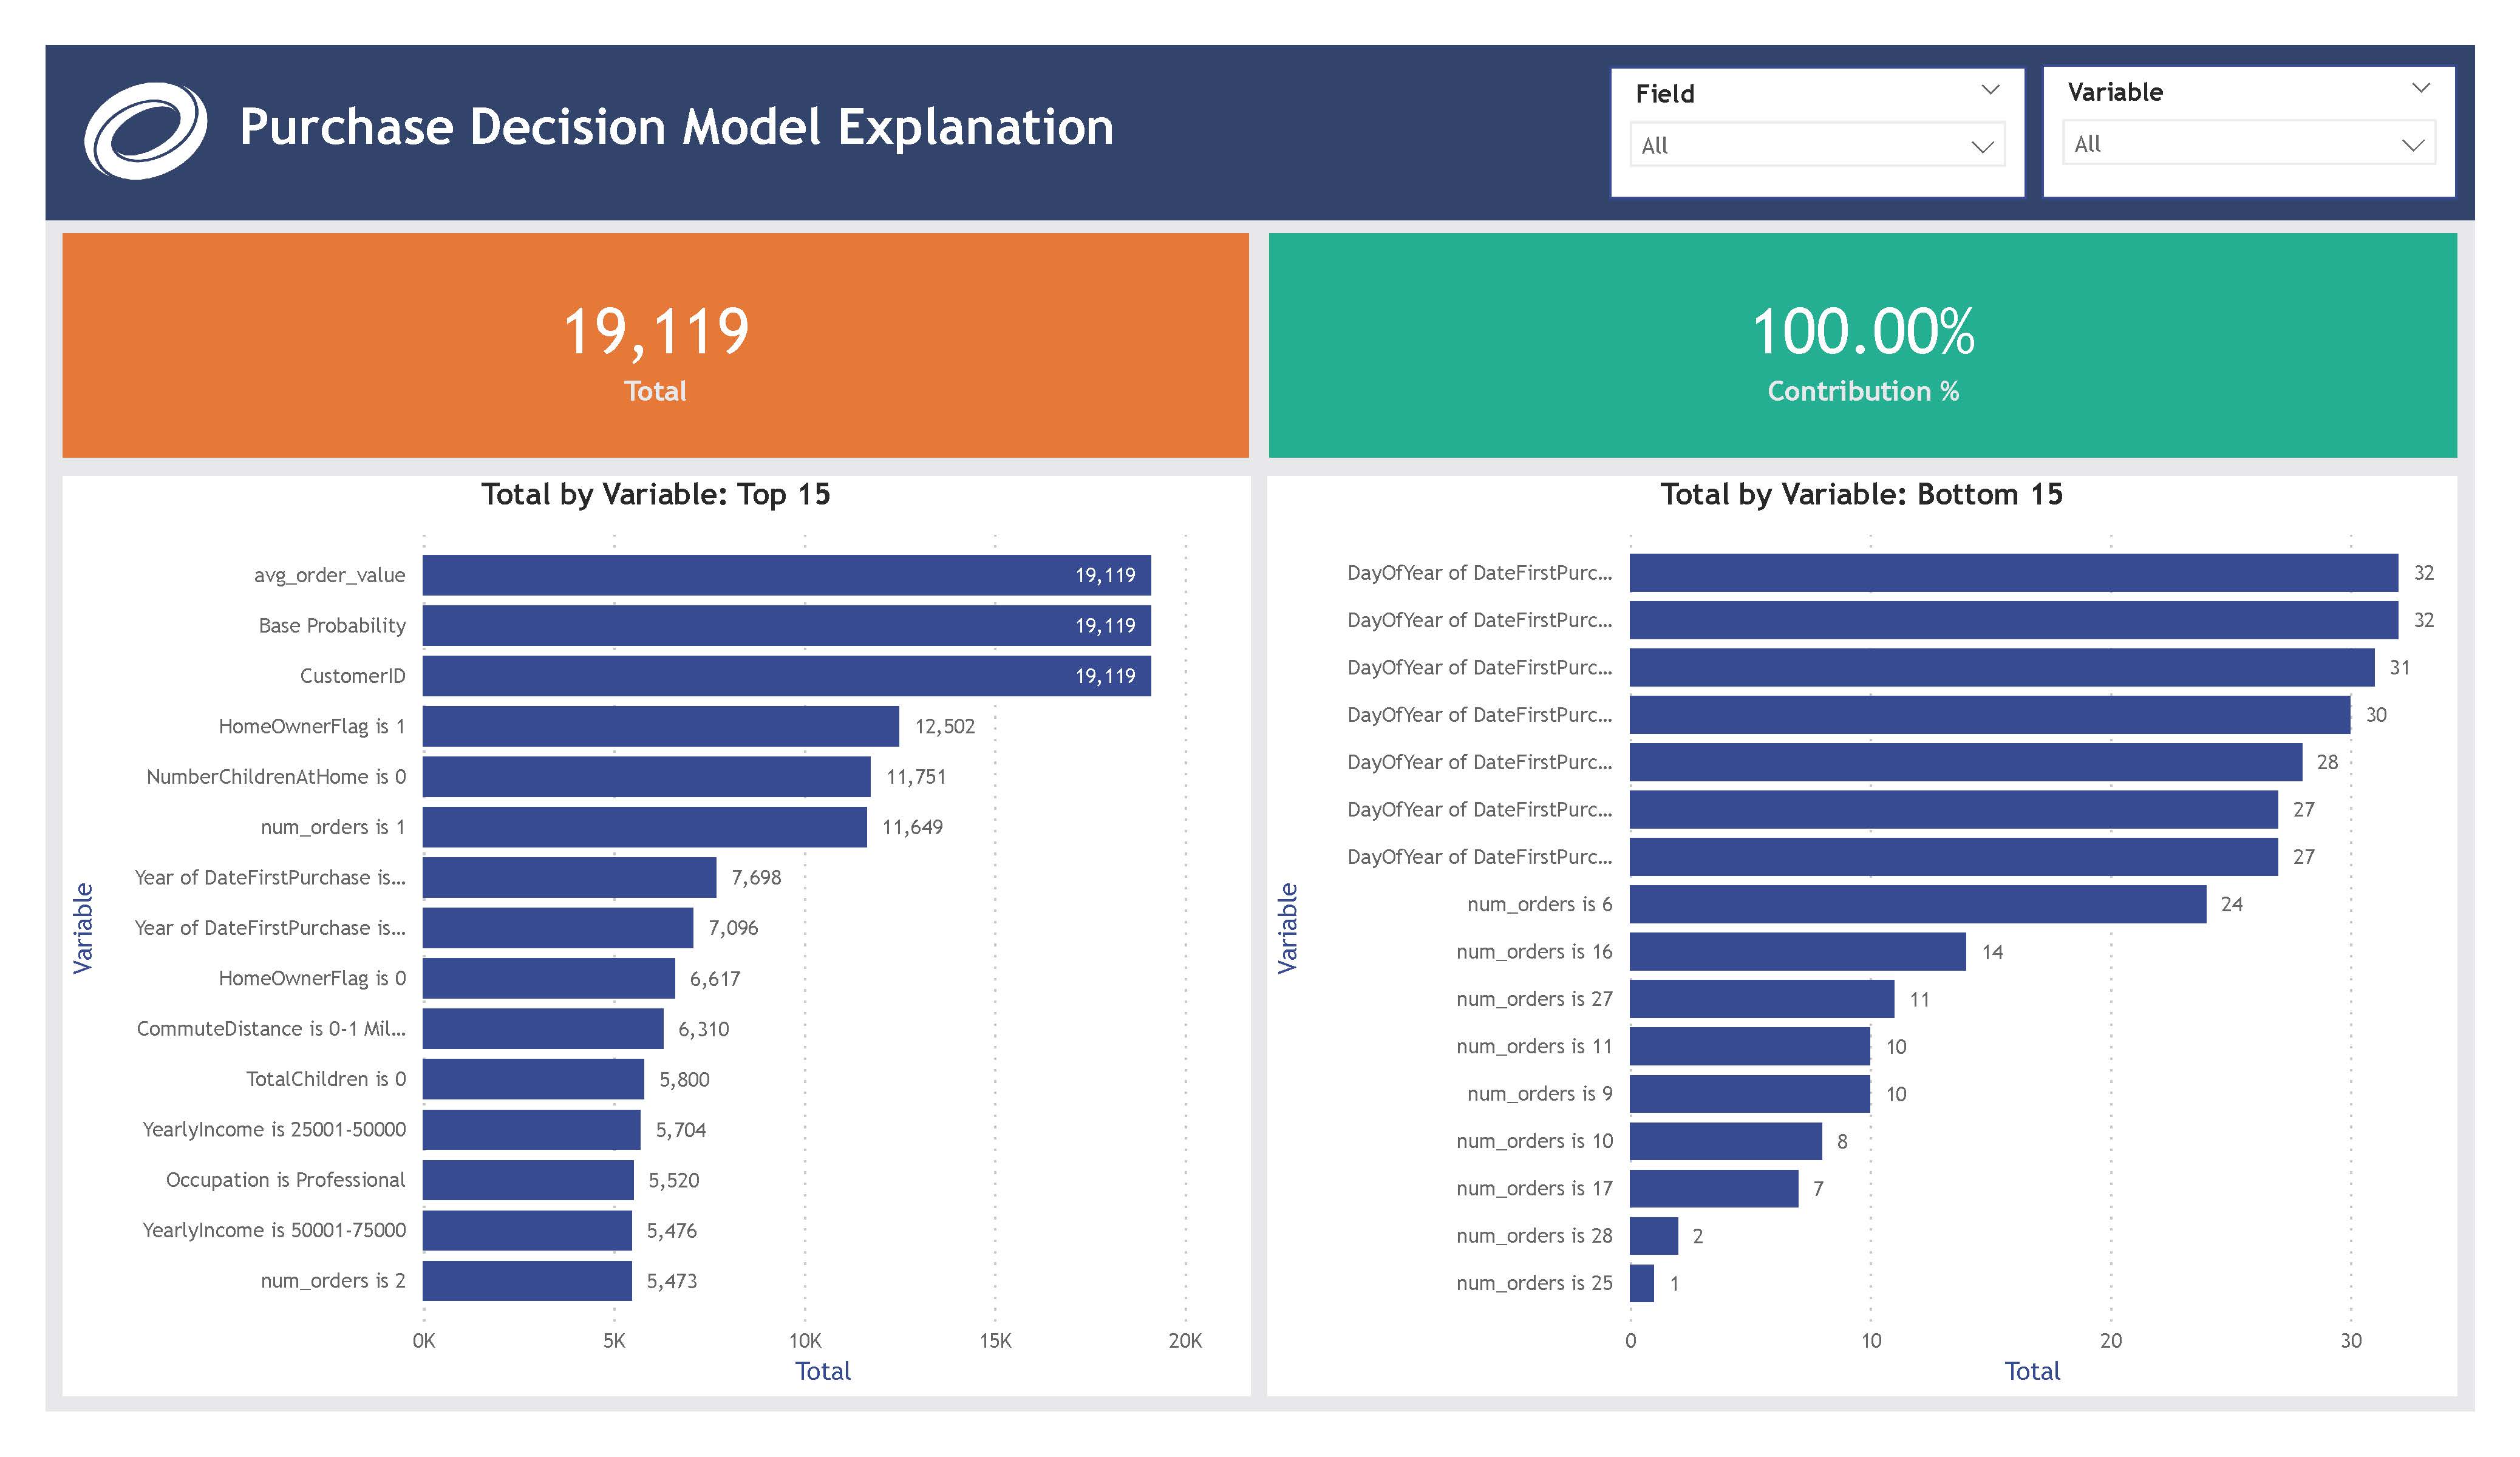 Purchase Decision Model Explanation
Field
All
Variable
All
19,119
Total
100.00%
Contribution %
Total by Variable: Top 15
Variable
avg_order_value 19,119
Base Probability 19,119
CustomerID 19,119
HomeOwnerFlag is 1 12,502
NumberChildrenAtHome is 0 11,751
num_orders is 1 11,649
Year of DateFirstPurchase is... 7,698
Year of DateFirstPurchase is... 7,096
HomeOwnerFlag is 0 6,617
CommuteDistance is 0-1 Mil... 6,310
TotalChildren is 0 5,800
YearlyIncome is 25001-50000 5,704
Occupation is Professional 5,520
YearlyIncome is 50001-75000 5,476
num_orders is 2 5,473
0K 5K 10K 15K 20K
Total
Total by Variable: Bottom 15
Variable
DayOfYear of DateFirstPurc... 32
DayOfYear of DateFirstPurc... 32
DayOfYear of DateFirstPurc... 31
DayOfYear of DateFirstPurc... 30
DayOfYear of DateFirstPurc... 28
DayOfYear of DateFirstPurc... 27
DayOfYear of DateFirstPurc... 27
num_orders is 6 24
num_orders is 16 14
num_orders is 27 11
num_orders is 11 10
num_orders is 9 10
num_orders is 10 8
num_orders is 17 7
num_orders is 28 2
num_orders is 25 1
0 10 20 30
Total